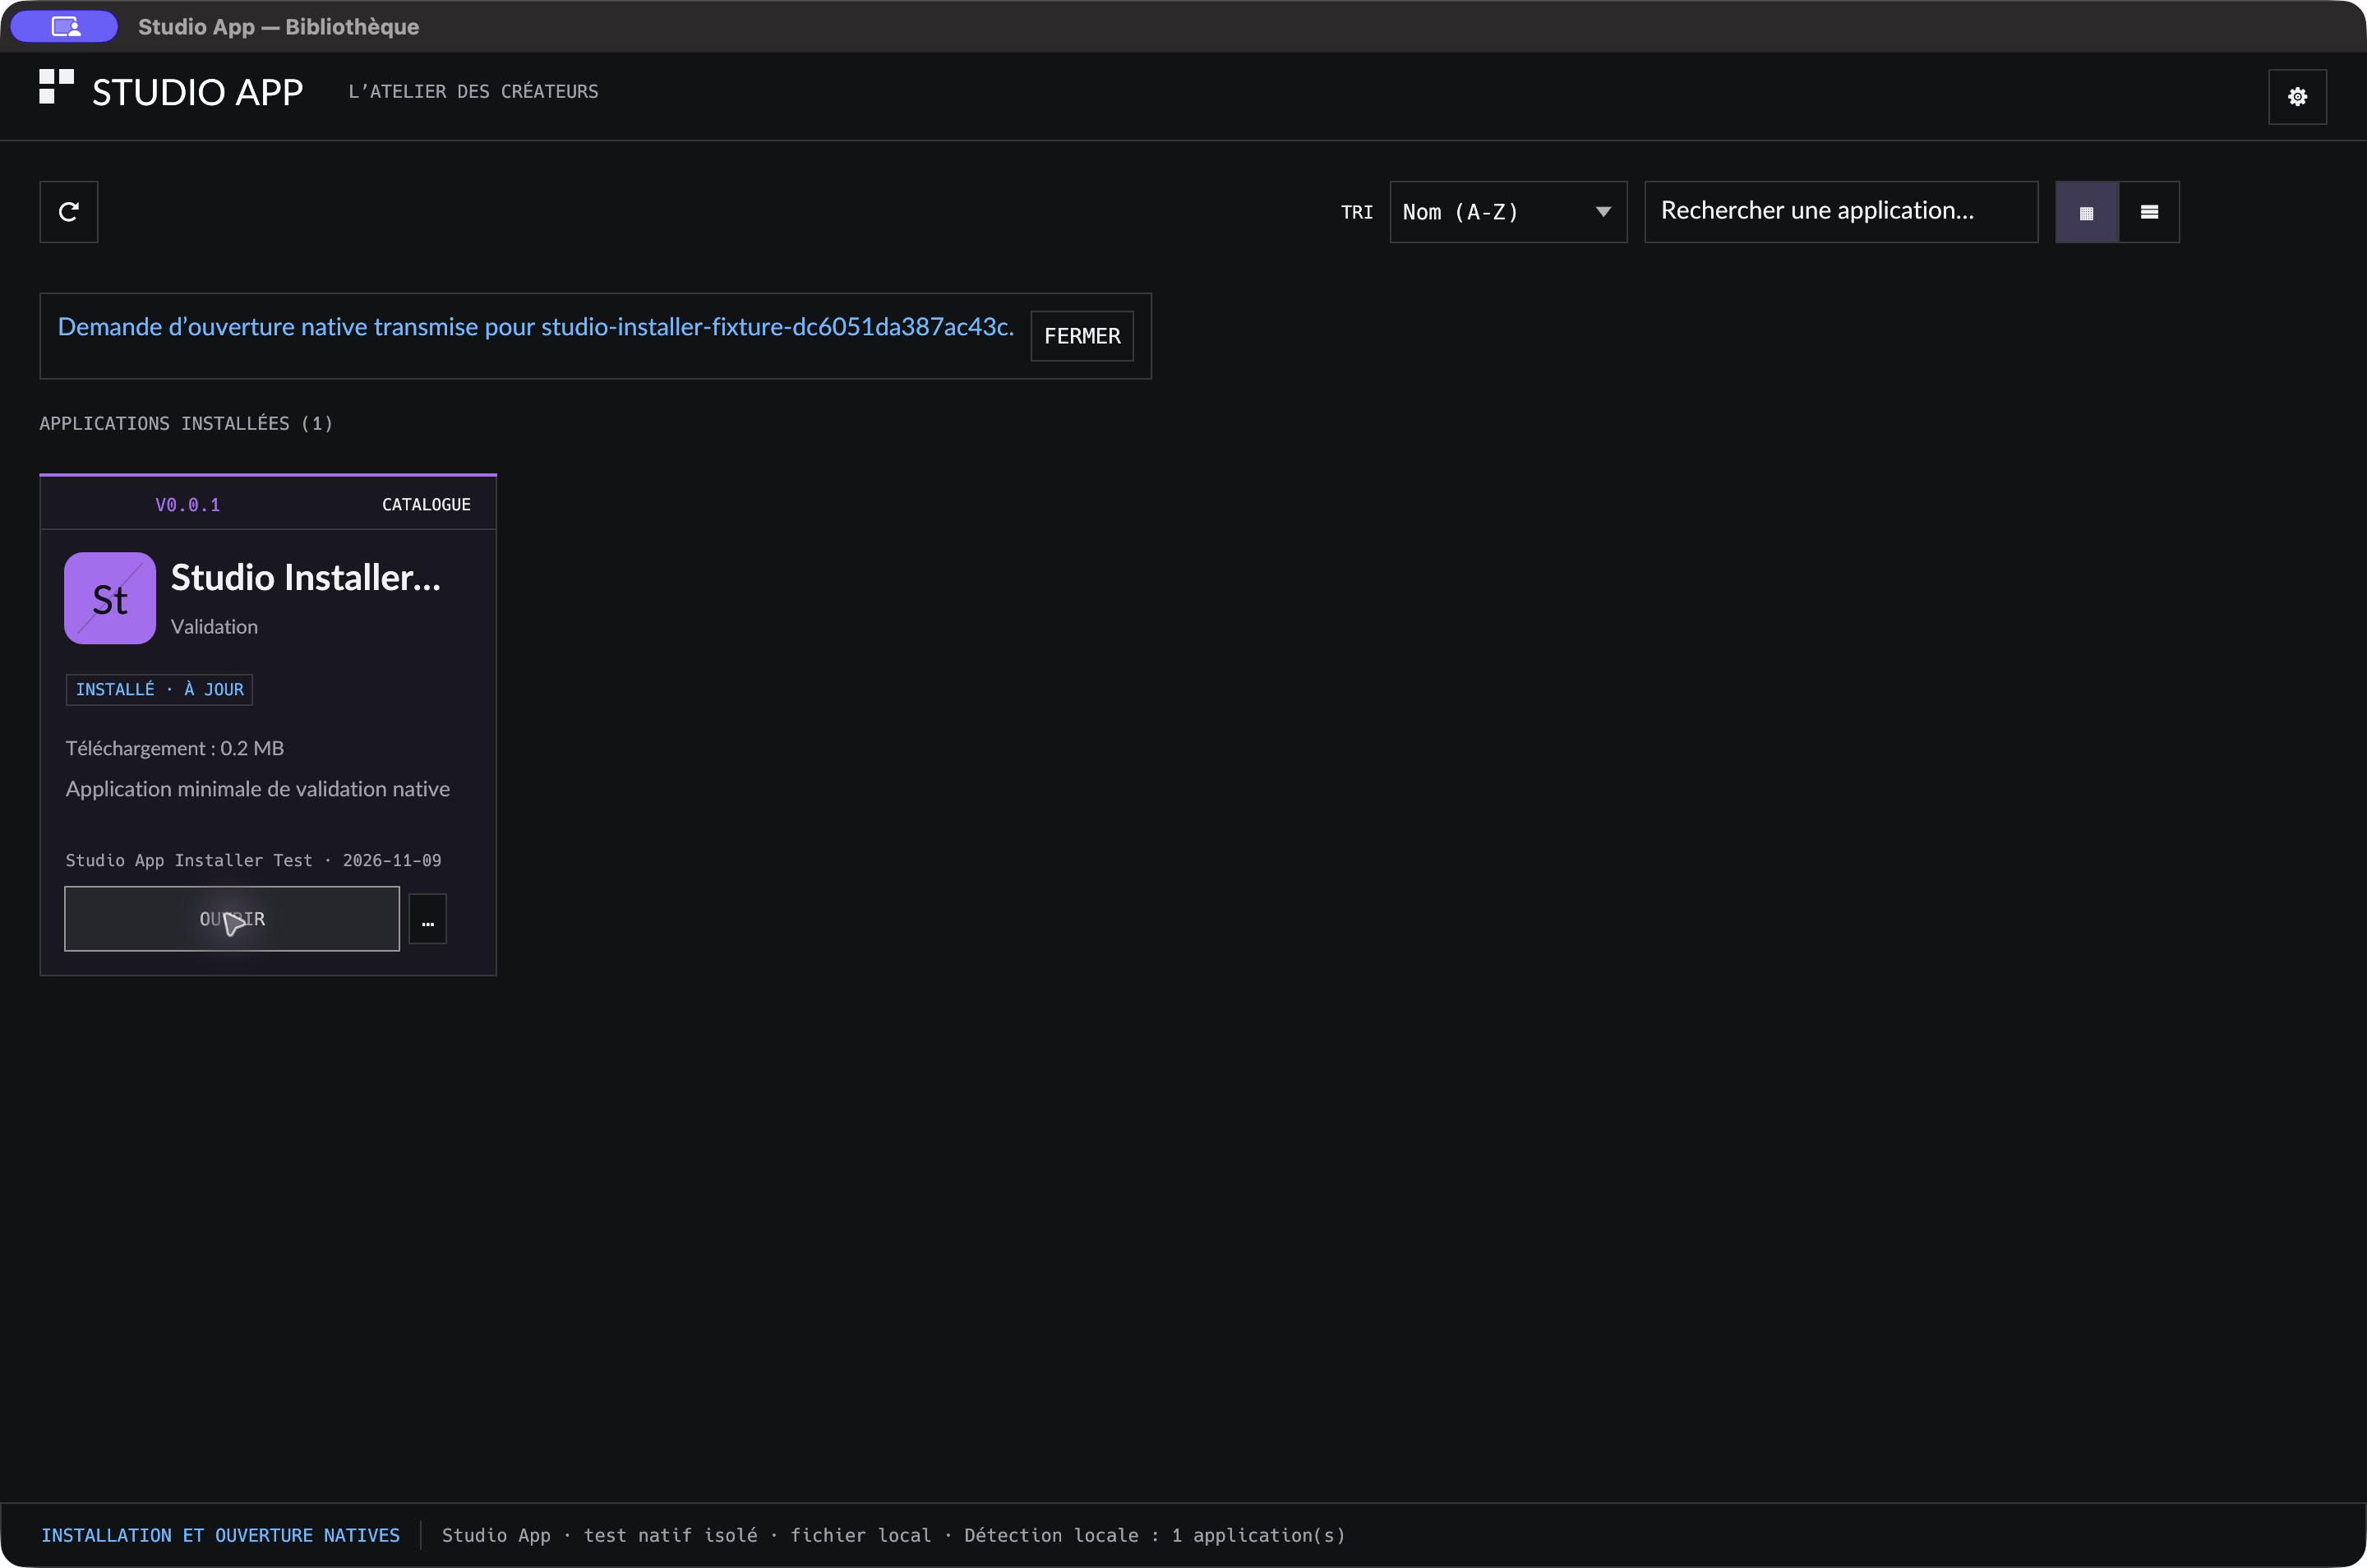 Studio App — Bibliothèque
STUDIO APP
L’ATELIER DES CRÉATEURS
TRI
Nom (A-Z)
Rechercher une application...
Demande d’ouverture native transmise pour studio-installer-fixture-dc6051da387ac43c.
FERMER
APPLICATIONS INSTALLÉES (1)
V0.0.1
CATALOGUE
St
Studio Installer...
Validation
INSTALLÉ · À JOUR
Téléchargement : 0.2 MB
Application minimale de validation native
Studio App Installer Test · 2026-11-09
OUVRIR
…
INSTALLATION ET OUVERTURE NATIVES
Studio App · test natif isolé · fichier local · Détection locale : 1 application(s)